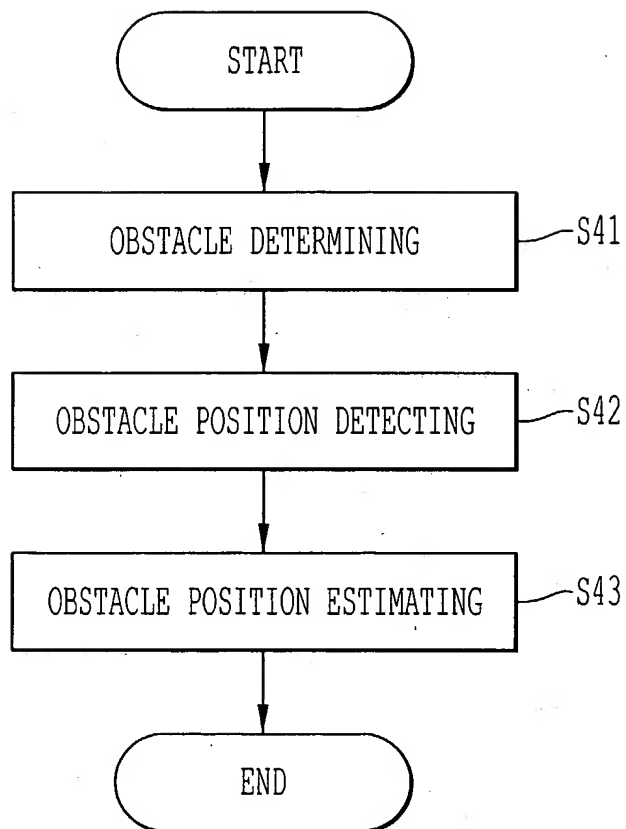 START
OBSTACLE DETERMINING
S41
OBSTACLE POSITION DETECTING
S42
OBSTACLE POSITION ESTIMATING
S43
END